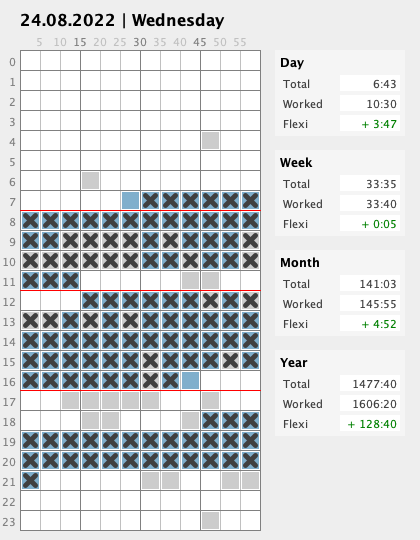 24.08.2022 | Wednesday
5 10 15 20 25 30 35 40 45 50 55
0
1
2
3
4
5
6
7
8
9
10
11
12
13
14
15
16
17
18
19
20
21
22
23
Day
Total 6:43
Worked 10:30
Flexi + 3:47
Week
Total 33:35
Worked 33:40
Flexi + 0:05
Month
Total 141:03
Worked 145:55
Flexi + 4:52
Year
Total 1477:40
Worked 1606:20
Flexi + 128:40